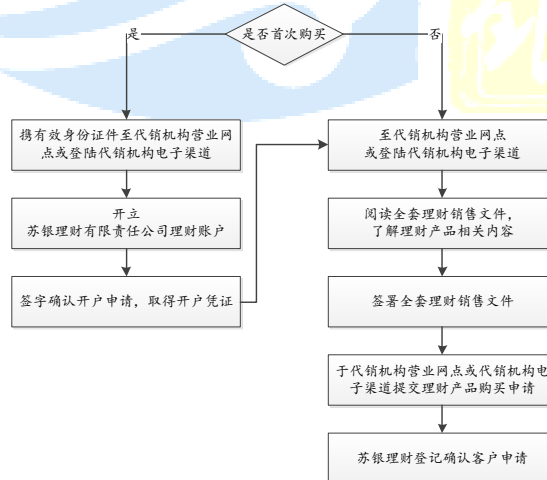 是否首次购买
是
否
携有效身份证件至代销机构营业网
点或登陆代销机构电子渠道
至代销机构营业网点
或登陆代销机构电子渠道
开立
苏银理财有限责任公司理财账户
阅读全套理财销售文件，
了解理财产品相关内容
签字确认开户申请，取得开户凭证
签署全套理财销售文件
于代销机构营业网点或代销机构电
子渠道提交理财产品购买申请
苏银理财登记确认客户申请